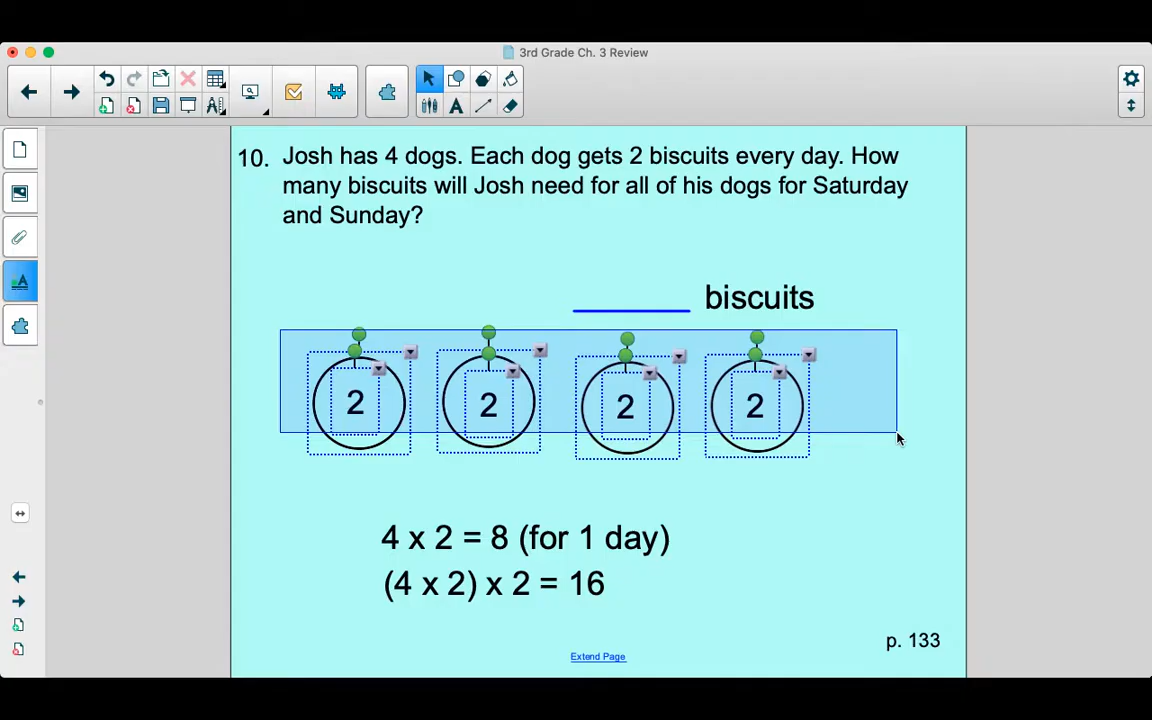 3rd Grade Ch. 3 Review
10. Josh has 4 dogs. Each dog gets 2 biscuits every day. How
many biscuits will Josh need for all of his dogs for Saturday
and Sunday?
______ biscuits
2 2 2 2
4 x 2 = 8 (for 1 day)
(4 x 2) x 2 = 16
p. 133
Extend Page